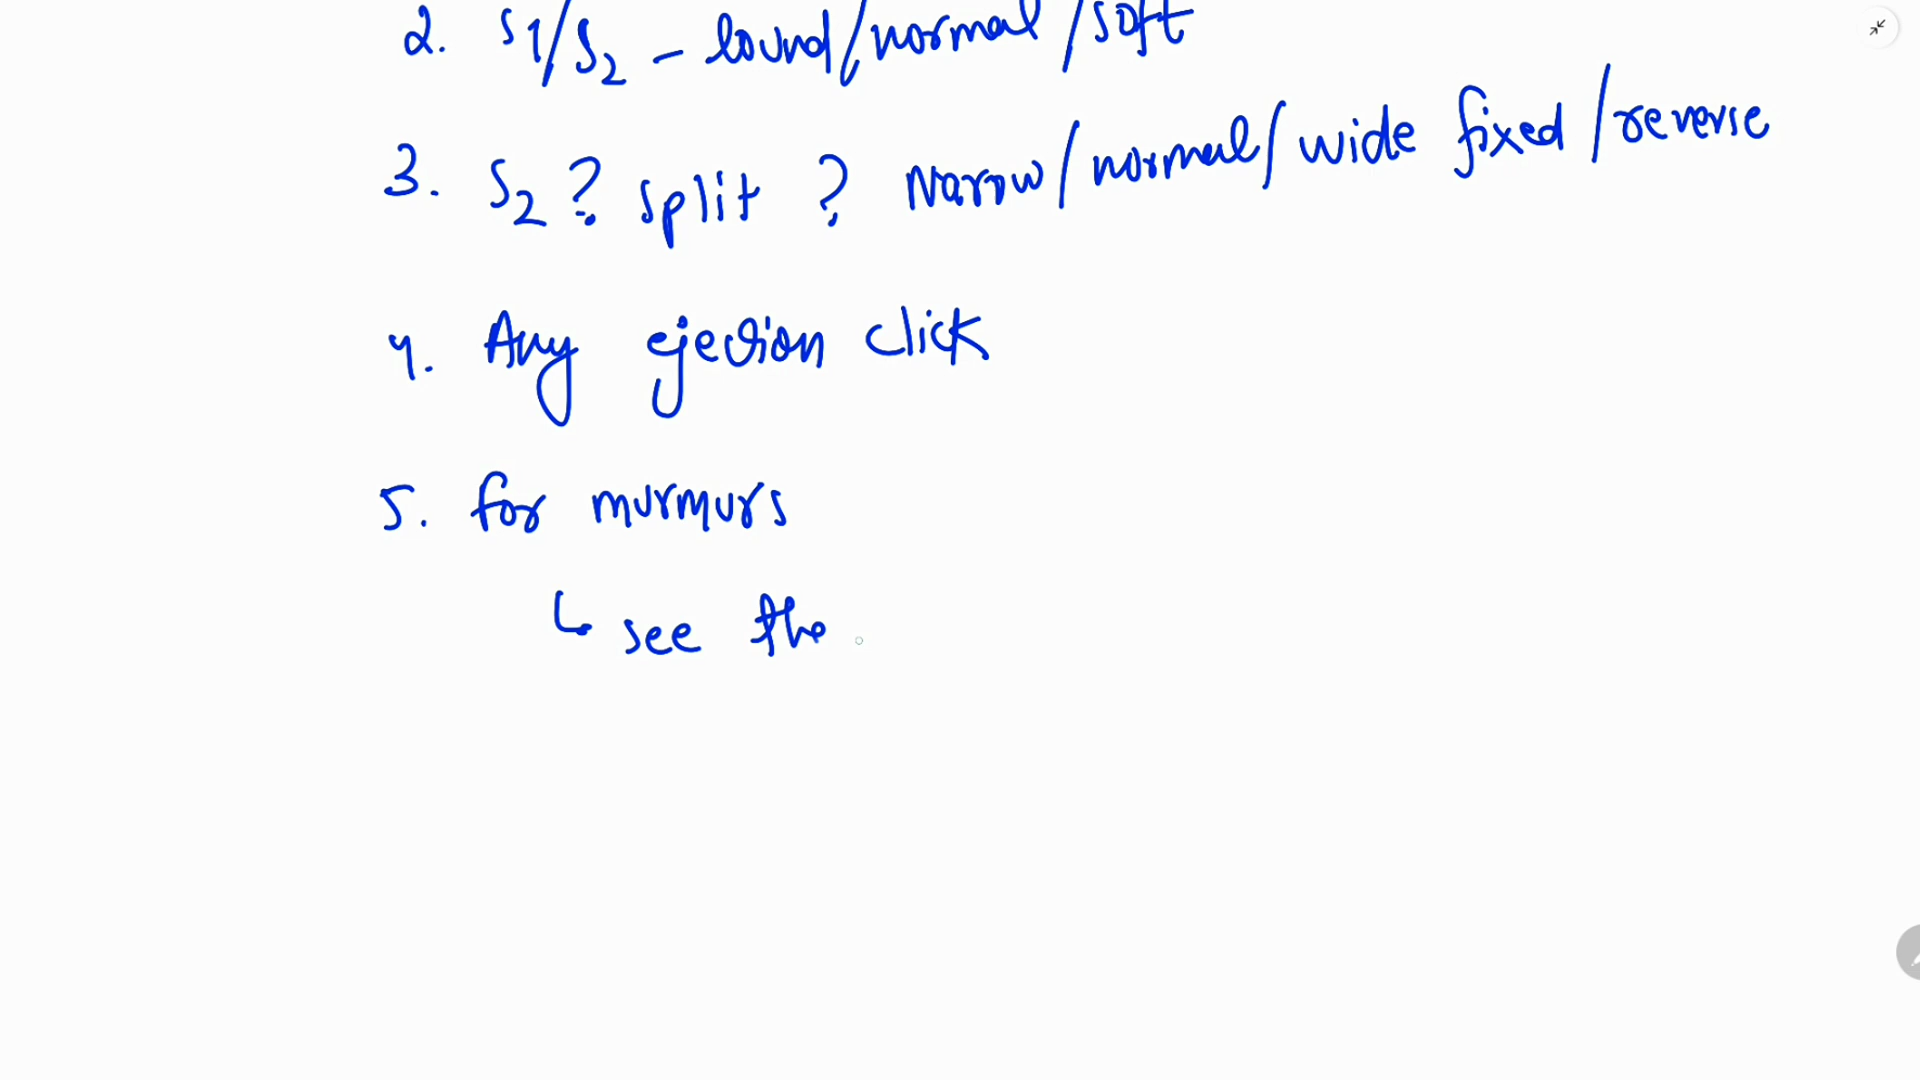 2. S1/S2 - lound/normal/soft
3. S2 ? split ? Narrow/normal/wide fixed/reverse
4. Any ejection click
5. for murmurs
↳ see the